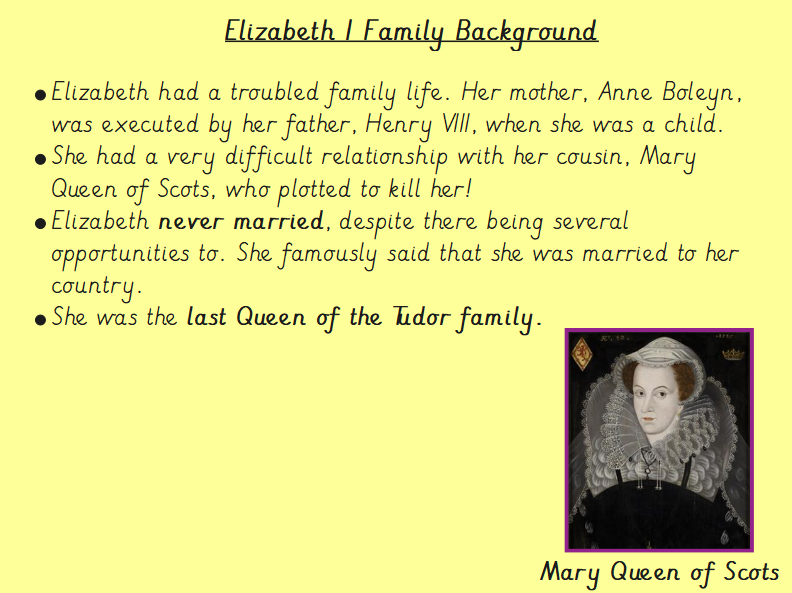 Elizabeth I Family Background
• Elizabeth had a troubled family life. Her mother, Anne Boleyn,
was executed by her father, Henry VIII, when she was a child.
• She had a very difficult relationship with her cousin, Mary
Queen of Scots, who plotted to kill her!
• Elizabeth never married, despite there being several
opportunities to. She famously said that she was married to her
country.
• She was the last Queen of the Tudor family.
Mary Queen of Scots